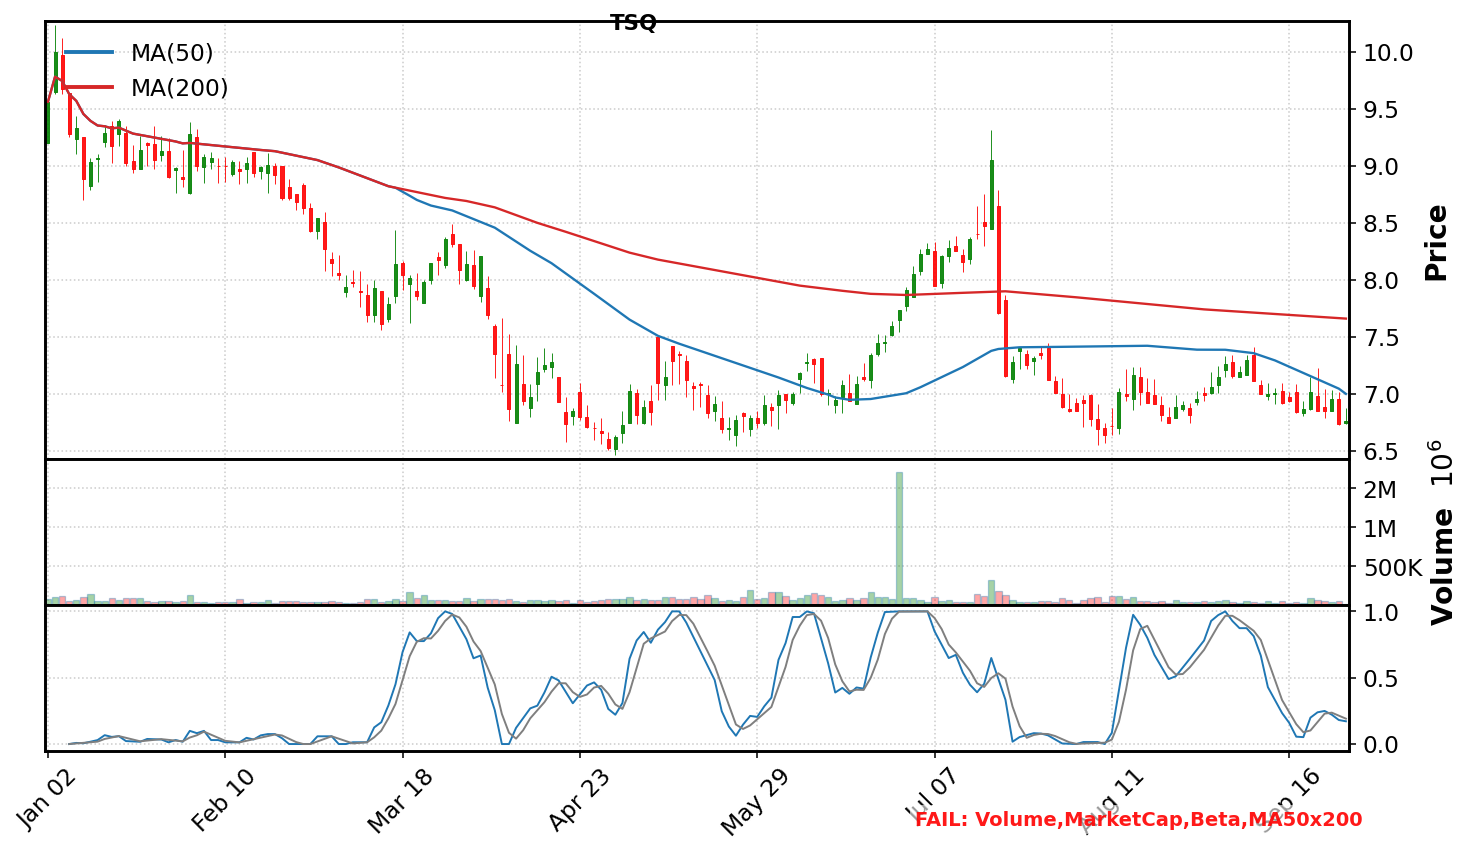 TSQ
MA(50)
MA(200)
10.0
9.5
9.0
8.5
8.0
7.5
7.0
6.5
Price
2M
1M
500K
Volume 10^6
1.0
0.5
0.0
Jan 02
Feb 10
Mar 18
Apr 23
May 29
Jul 07
Aug 11
Sep 16
FAIL: Volume,MarketCap,Beta,MA50x200